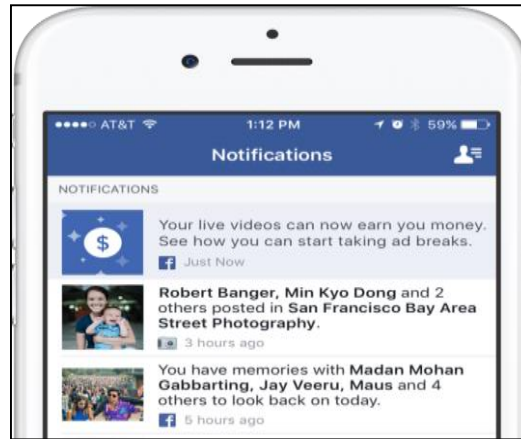 AT&T 1:12 PM 59%
Notifications
NOTIFICATIONS
$
Your live videos can now earn you money.
See how you can start taking ad breaks.
f Just Now
Robert Banger, Min Kyo Dong and 2
others posted in San Francisco Bay Area
Street Photography.
3 hours ago
You have memories with Madan Mohan
Gabbarting, Jay Veeru, Maus and 4
others to look back on today.
f 5 hours ago